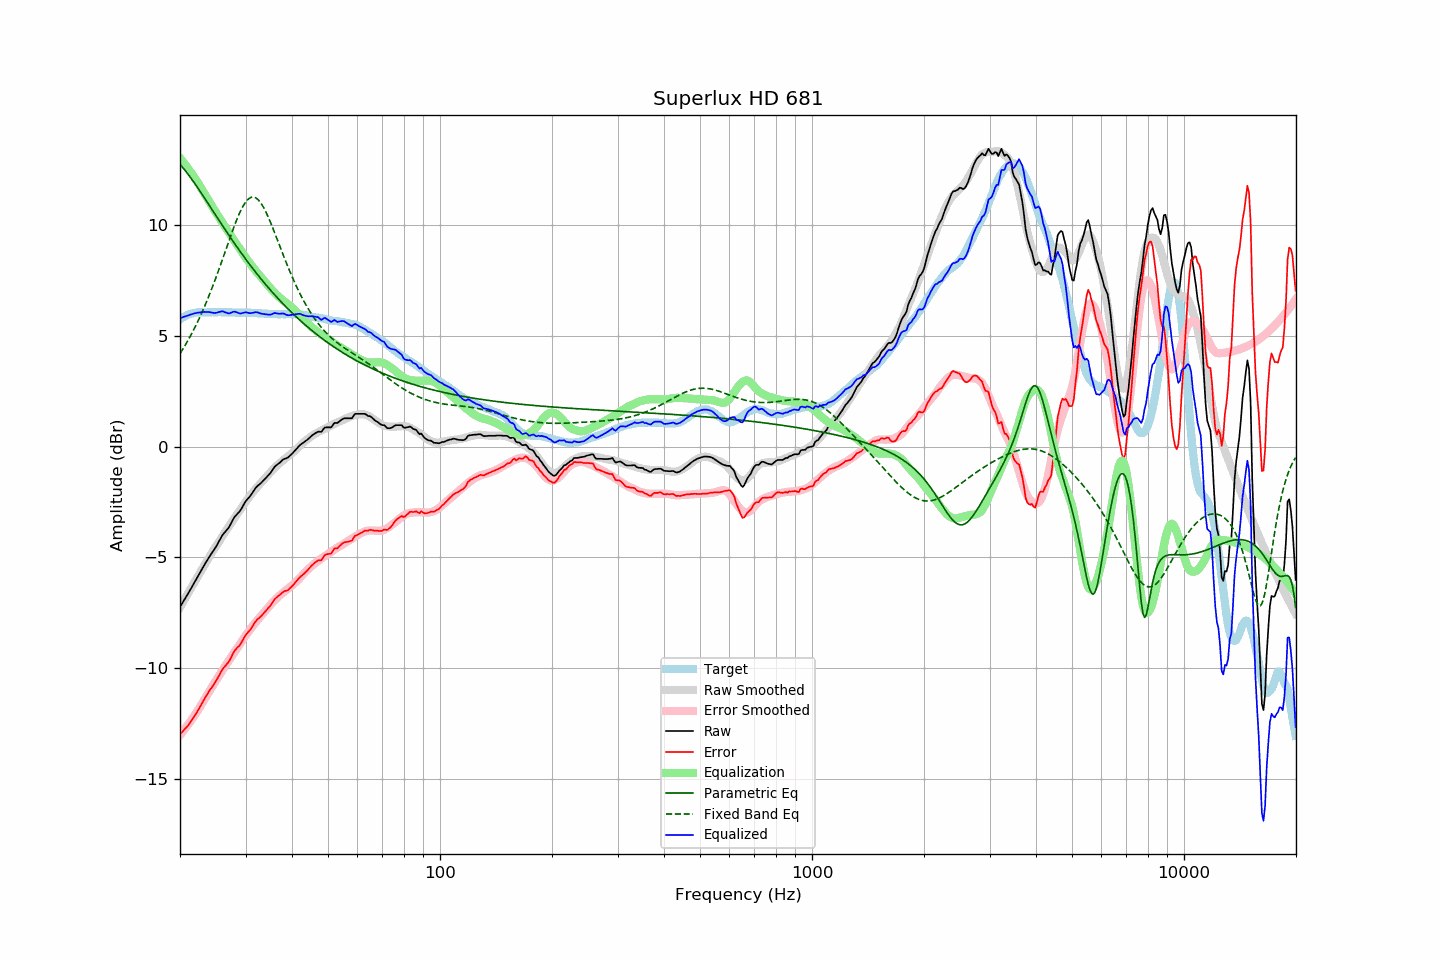 Superlux HD 681
Amplitude (dBr)
10
5
0
−5
−10
−15
Target
Raw Smoothed
Error Smoothed
Raw
Error
Equalization
Parametric Eq
Fixed Band Eq
Equalized
100
1000
10000
Frequency (Hz)